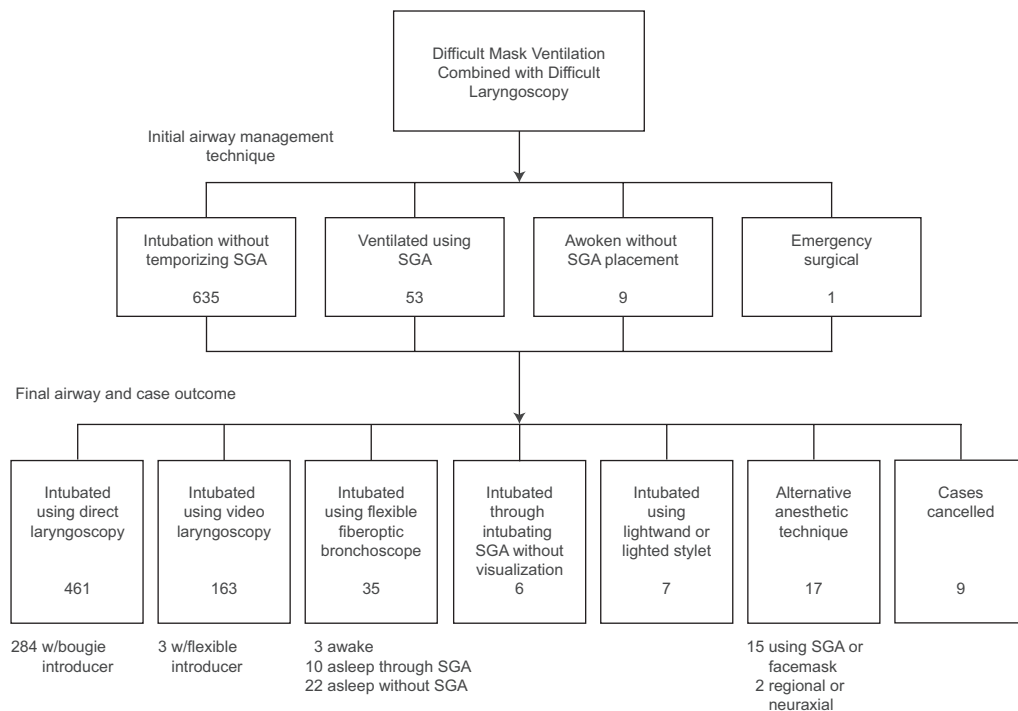 Difficult Mask Ventilation
Combined with Difficult
Laryngoscopy
Initial airway management
technique
Intubation without
temporizing SGA
635
Ventilated using
SGA
53
Awoken without
SGA placement
9
Emergency
surgical
1
Final airway and case outcome
Intubated
using direct
laryngoscopy
461
Intubated
using video
laryngoscopy
163
Intubated
using flexible
fiberoptic
bronchoscope
35
Intubated
through
intubating
SGA without
visualization
6
Intubated
using
lightwand or
lighted stylet
7
Alternative
anesthetic
technique
17
Cases
cancelled
9
284 w/bougie
introducer
3 w/flexible
introducer
3 awake
10 asleep through SGA
22 asleep without SGA
15 using SGA or
facemask
2 regional or
neuraxial